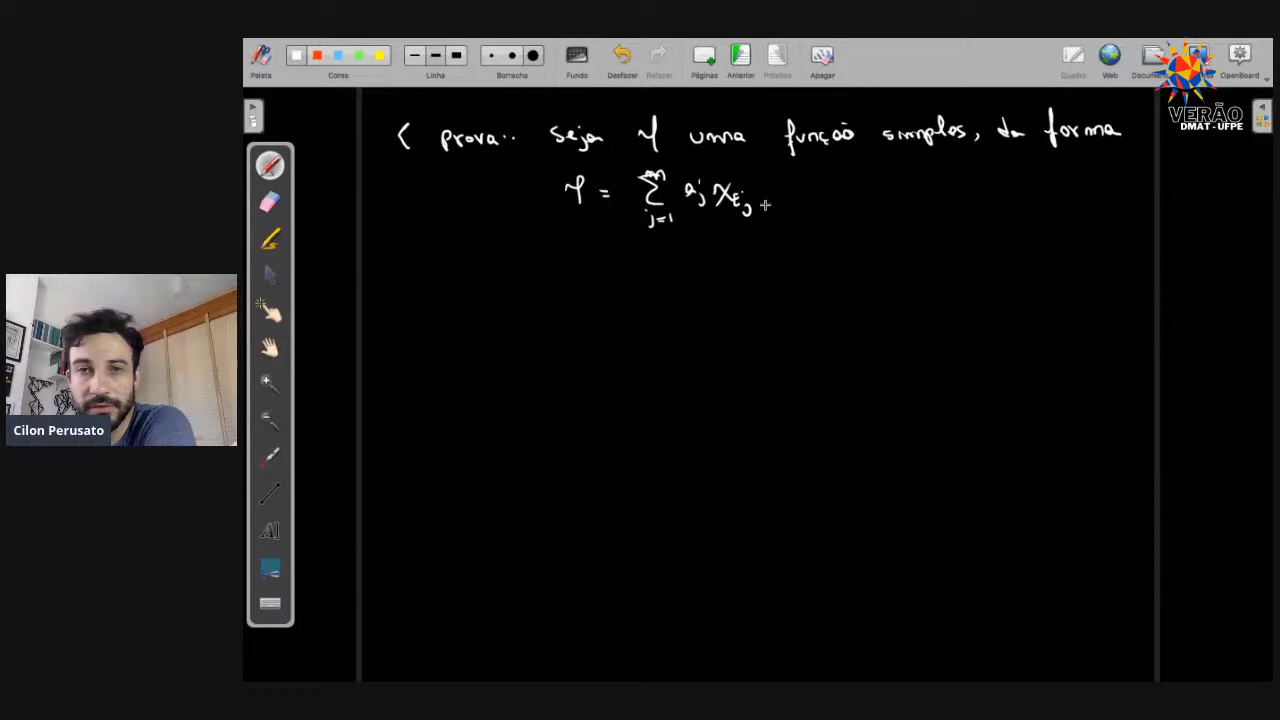 Paleta Cores Linha Borracha Fundo Desfazer Refazer Páginas Anterior Próximo Apagar Quadro Web OpenBoard
VERÃO
DMAT - UFPE
< prova.. seja φ uma função simples, da forma
φ = ∑_{j=1}^{m} a_j χ_{E_j}
Cilon Perusato
AI